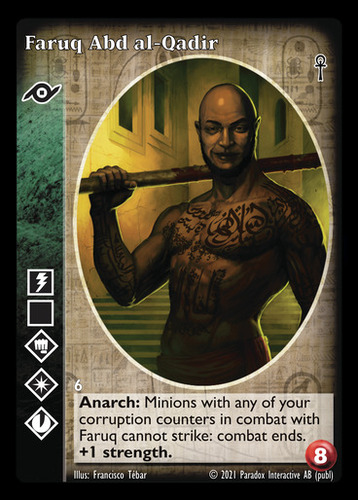 Faruq Abd al-Qadir
6
Anarch: Minions with any of your
corruption counters in combat with
Faruq cannot strike: combat ends.
+1 strength.
8
Illus: Francisco Tébar
© 2021 Paradox Interactive AB (publ)